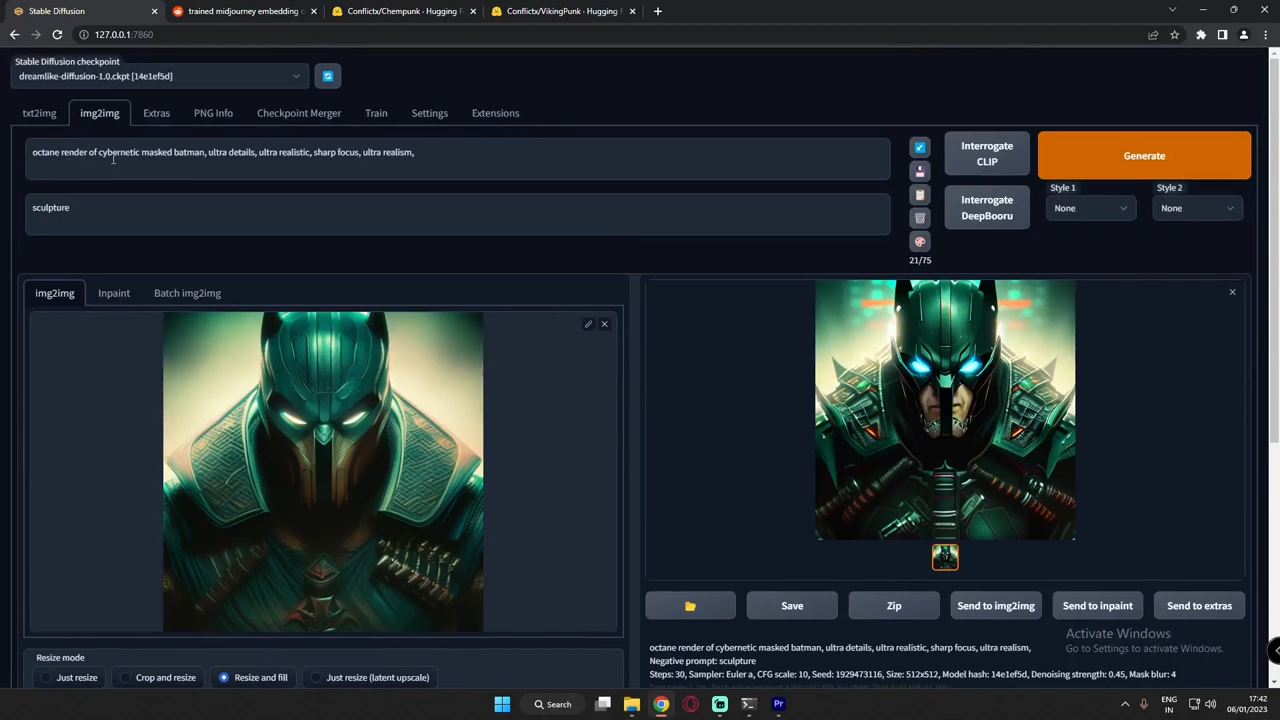 Stable Diffusion
trained midjourney embedding o
Conflictx/Chempunk · Hugging F
Conflictx/VikingPunk · Hugging F
127.0.0.1:7860
Stable Diffusion checkpoint
dreamlike-diffusion-1.0.ckpt [14e1ef5d]
txt2img
img2img
Extras
PNG Info
Checkpoint Merger
Train
Settings
Extensions
octane render of cybernetic masked batman, ultra details, ultra realistic, sharp focus, ultra realism,
sculpture
Interrogate
CLIP
Interrogate
DeepBooru
21/75
Generate
Style 1
None
Style 2
None
img2img
Inpaint
Batch img2img
Save
Zip
Send to img2img
Send to inpaint
Send to extras
Resize mode
Just resize
Crop and resize
Resize and fill
Just resize (latent upscale)
octane render of cybernetic masked batman, ultra details, ultra realistic, sharp focus, ultra realism,
Negative prompt: sculpture
Steps: 30, Sampler: Euler a, CFG scale: 10, Seed: 1929473116, Size: 512x512, Model hash: 14e1ef5d, Denoising strength: 0.45, Mask blur: 4
Activate Windows
Go to Settings to activate Windows.
Search
Pr
ENG
IN
17:42
06/01/2023